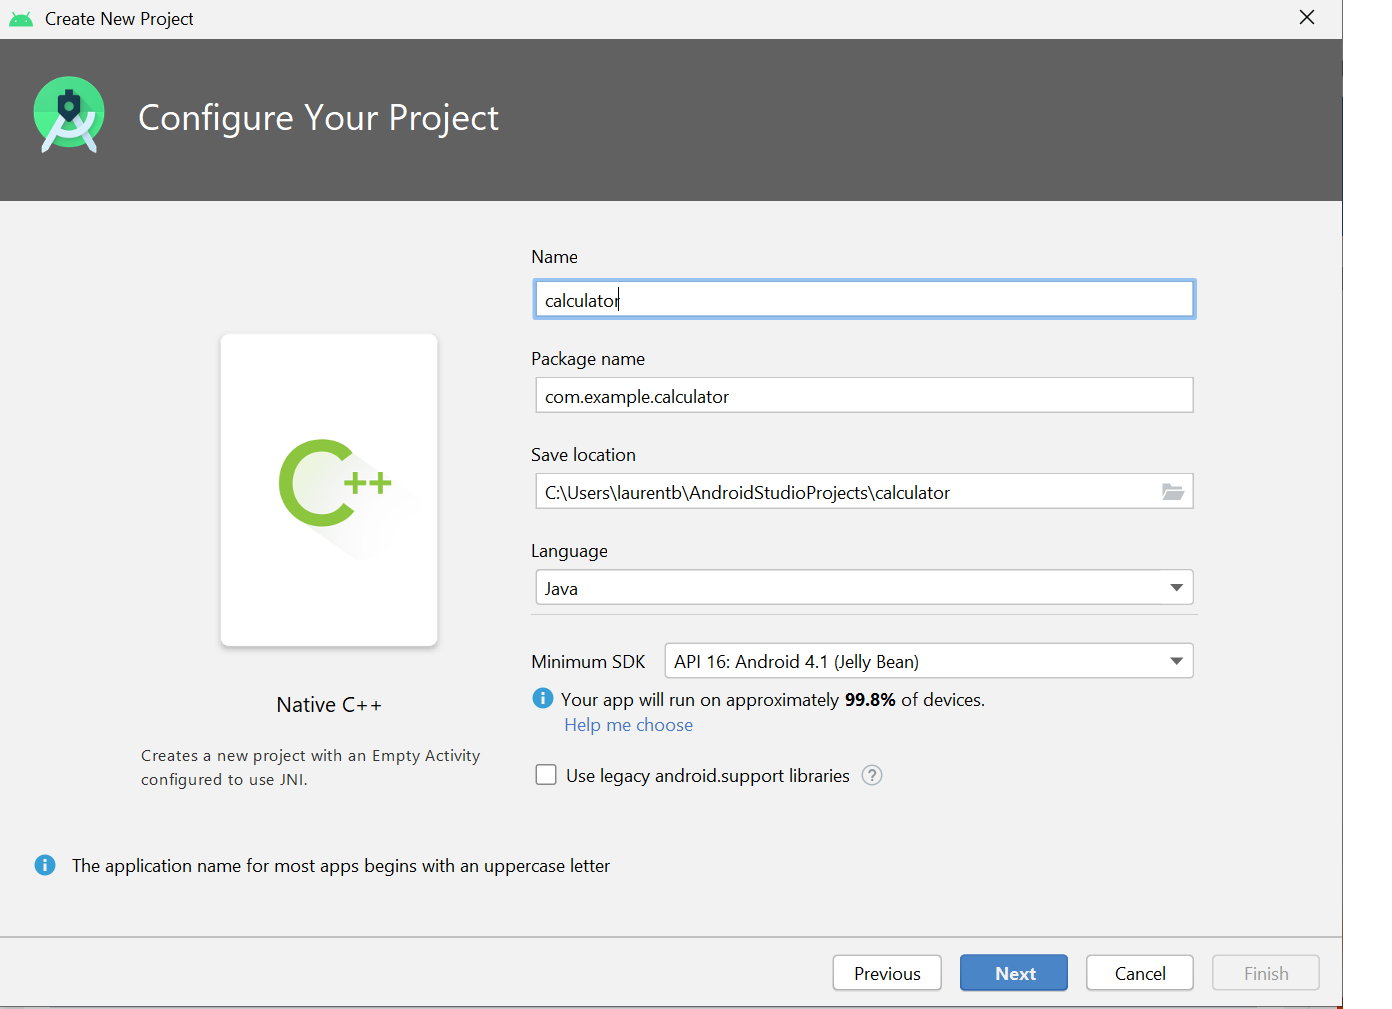 Create New Project
Configure Your Project
Name
calculator
Package name
com.example.calculator
Save location
C:\Users\laurentb\AndroidStudioProjects\calculator
Language
Java
Minimum SDK
API 16: Android 4.1 (Jelly Bean)
Your app will run on approximately 99.8% of devices.
Help me choose
Use legacy android.support libraries ?
C++
Native C++
Creates a new project with an Empty Activity
configured to use JNI.
The application name for most apps begins with an uppercase letter
Previous
Next
Cancel
Finish